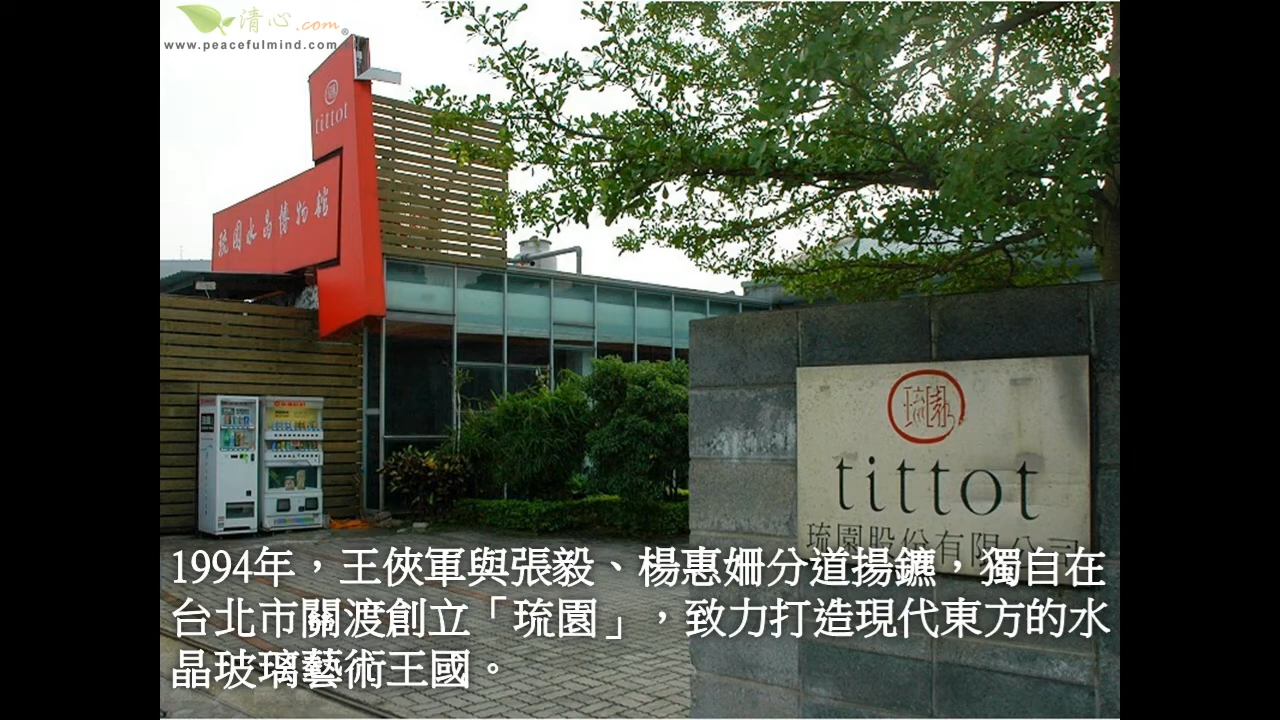 清心.com®
www.peacefulmind.com
tittot
琉園水晶博物館
琉園
tittot
琉園股份有限公司
1994年，王俠軍與張毅、楊惠姍分道揚鑣，獨自在
台北市關渡創立「琉園」，致力打造現代東方的水
晶玻璃藝術王國。